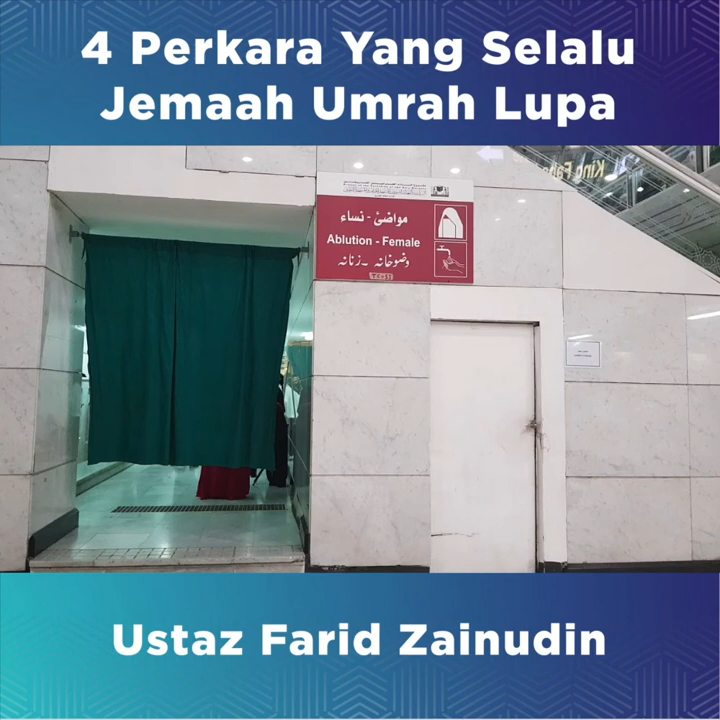 4 Perkara Yang Selalu
Jemaah Umrah Lupa
مواضئ - نساء
Ablution - Female
وضوخانہ ۔ زنانہ
Ustaz Farid Zainudin